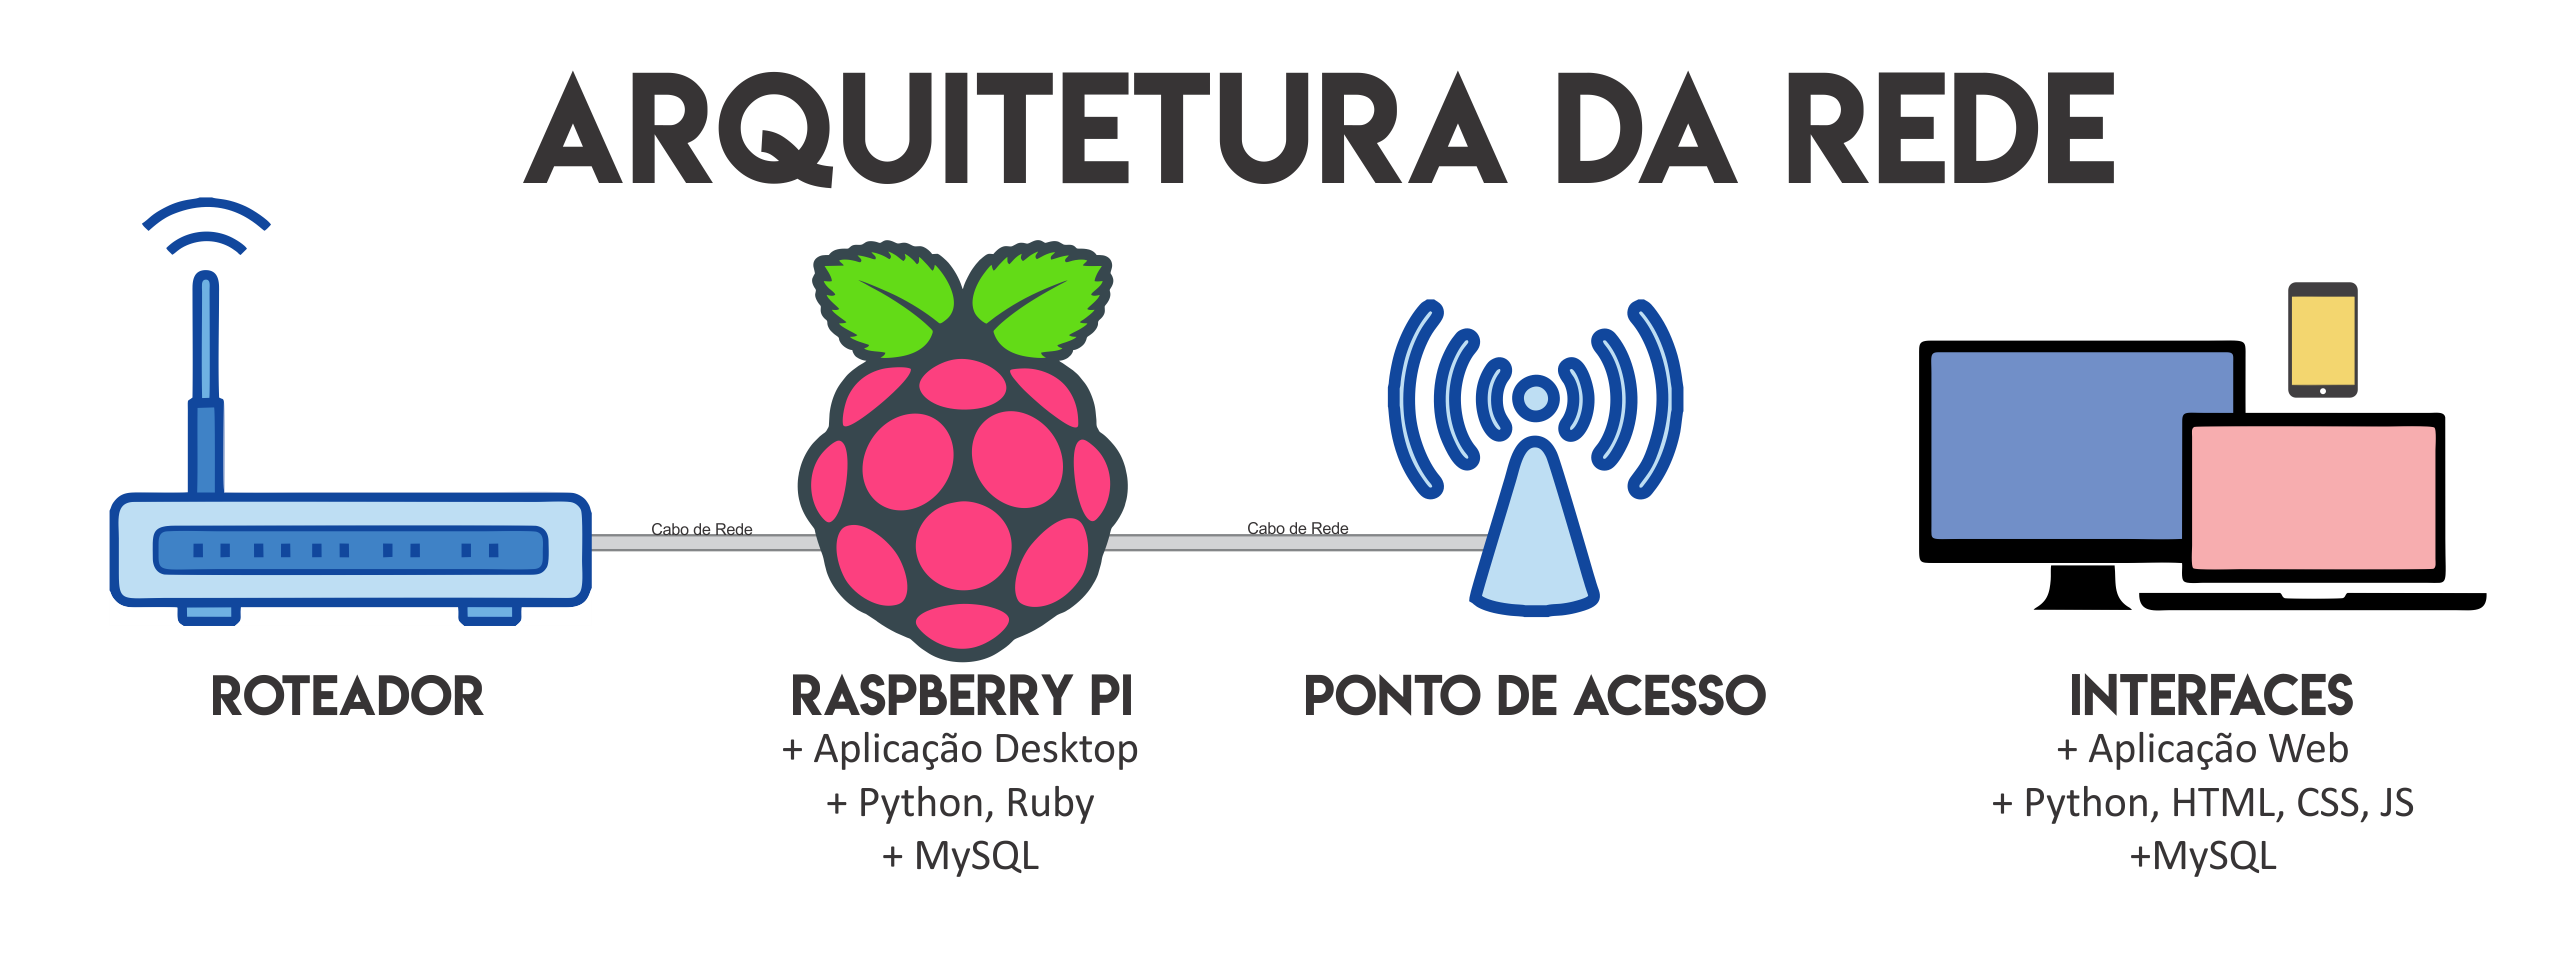 ARQUITETURA DA REDE
Cabo de Rede
Cabo de Rede
ROTEADOR
RASPBERRY PI
+ Aplicação Desktop
+ Python, Ruby
+ MySQL
PONTO DE ACESSO
INTERFACES
+ Aplicação Web
+ Python, HTML, CSS, JS
+MySQL